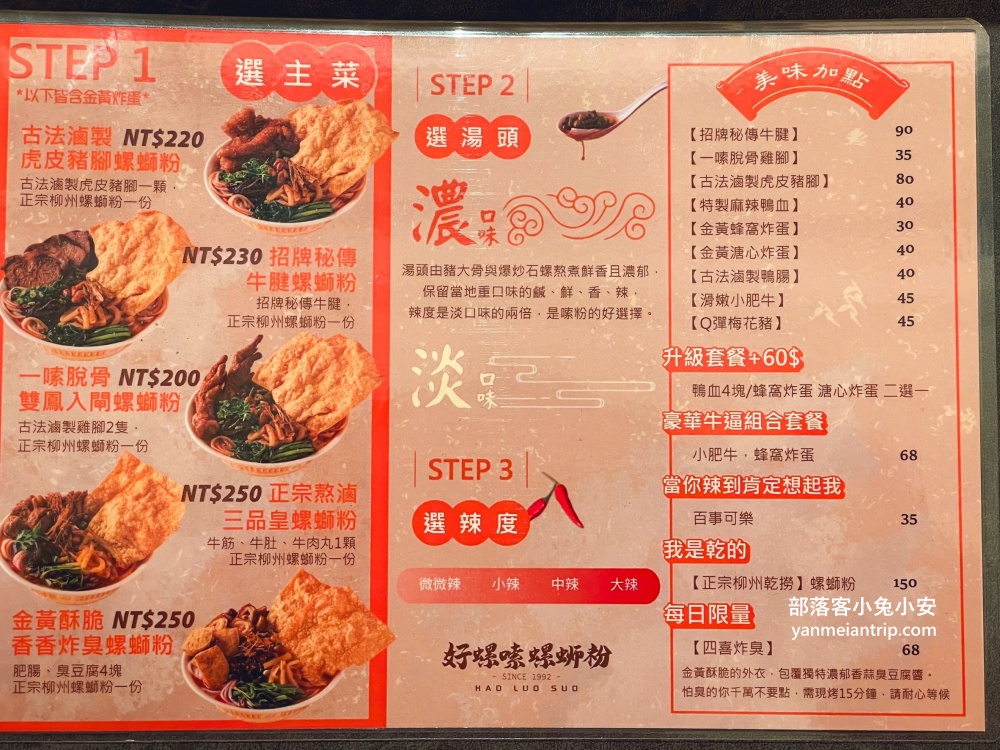 STEP 1
選主菜
*以下皆含金黃炸蛋*
古法滷製 NT$220
虎皮豬腳螺螄粉
古法滷製虎皮豬腳一顆，
正宗柳州螺螄粉一份
NT$230 招牌秘傳
牛腱螺螄粉
招牌秘傳牛腱，
正宗柳州螺螄粉一份
一嗦脫骨 NT$200
雙鳳入閘螺螄粉
古法滷製雞腳2隻，
正宗柳州螺螄粉一份
NT$250 正宗熬滷
三品皇螺螄粉
牛筋、牛肚、牛肉丸1顆
正宗柳州螺螄粉一份
金黃酥脆 NT$250
香香炸臭螺螄粉
肥腸、臭豆腐4塊
正宗柳州螺螄粉一份
STEP 2
選湯頭
濃口味
湯頭由豬大骨與爆炒石螺熬煮鮮香且濃郁，
保留當地重口味的鹹、鮮、香、辣，
辣度是淡口味的兩倍，是嗦粉的好選擇。
淡口味
STEP 3
選辣度
微微辣 小辣 中辣 大辣
好螺嗦螺螄粉
- SINCE 1992 -
HAO LUO SUO
美味加點
【招牌秘傳牛腱】 90
【一嗦脫骨雞腳】 35
【古法滷製虎皮豬腳】 80
【特製麻辣鴨血】 40
【金黃蜂窩炸蛋】 30
【金黃溏心炸蛋】 40
【古法滷製鴨腸】 40
【滑嫩小肥牛】 45
【Q彈梅花豬】 45
升級套餐+60$
鴨血4塊/蜂窩炸蛋 溏心炸蛋 二選一
豪華牛逼組合套餐
小肥牛，蜂窩炸蛋 68
當你辣到肯定想起我
百事可樂 35
我是乾的
【正宗柳州乾撈】螺螄粉 150
每日限量
【四喜炸臭】 68
金黃酥脆的外衣，包覆獨特濃郁香蒜臭豆腐醬。
怕臭的你千萬不要點，需現烤15分鐘，請耐心等候
部落客小兔小安
yanmeiantrip.com